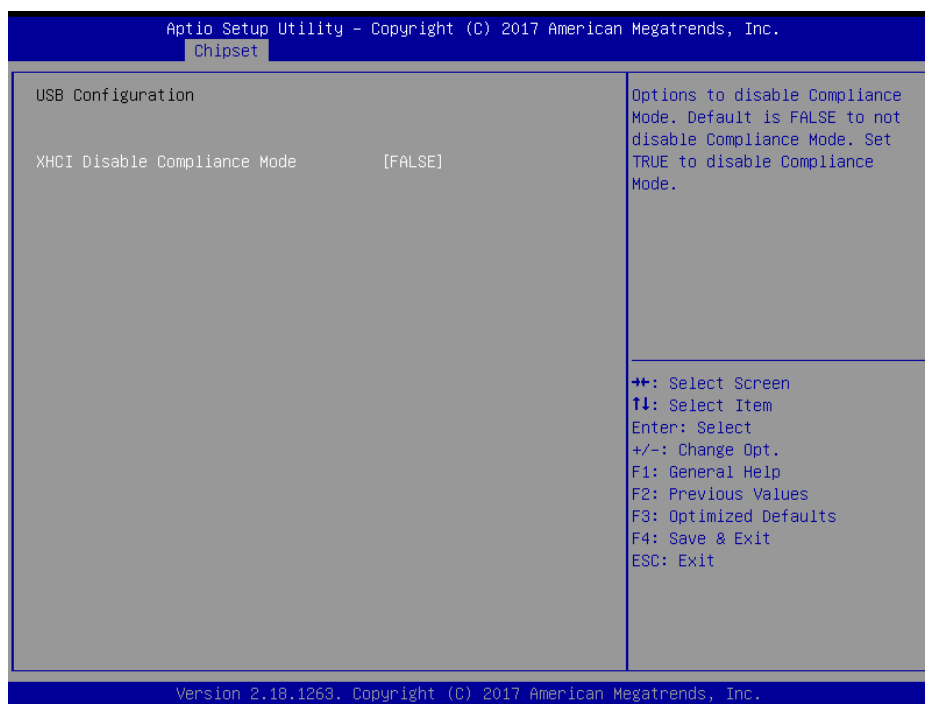 Aptio Setup Utility – Copyright (C) 2017 American Megatrends, Inc.
Chipset
USB Configuration
XHCI Disable Compliance Mode [FALSE]
Options to disable Compliance
Mode. Default is FALSE to not
disable Compliance Mode. Set
TRUE to disable Compliance
Mode.
→←: Select Screen
↑↓: Select Item
Enter: Select
+/-: Change Opt.
F1: General Help
F2: Previous Values
F3: Optimized Defaults
F4: Save & Exit
ESC: Exit
Version 2.18.1263. Copyright (C) 2017 American Megatrends, Inc.